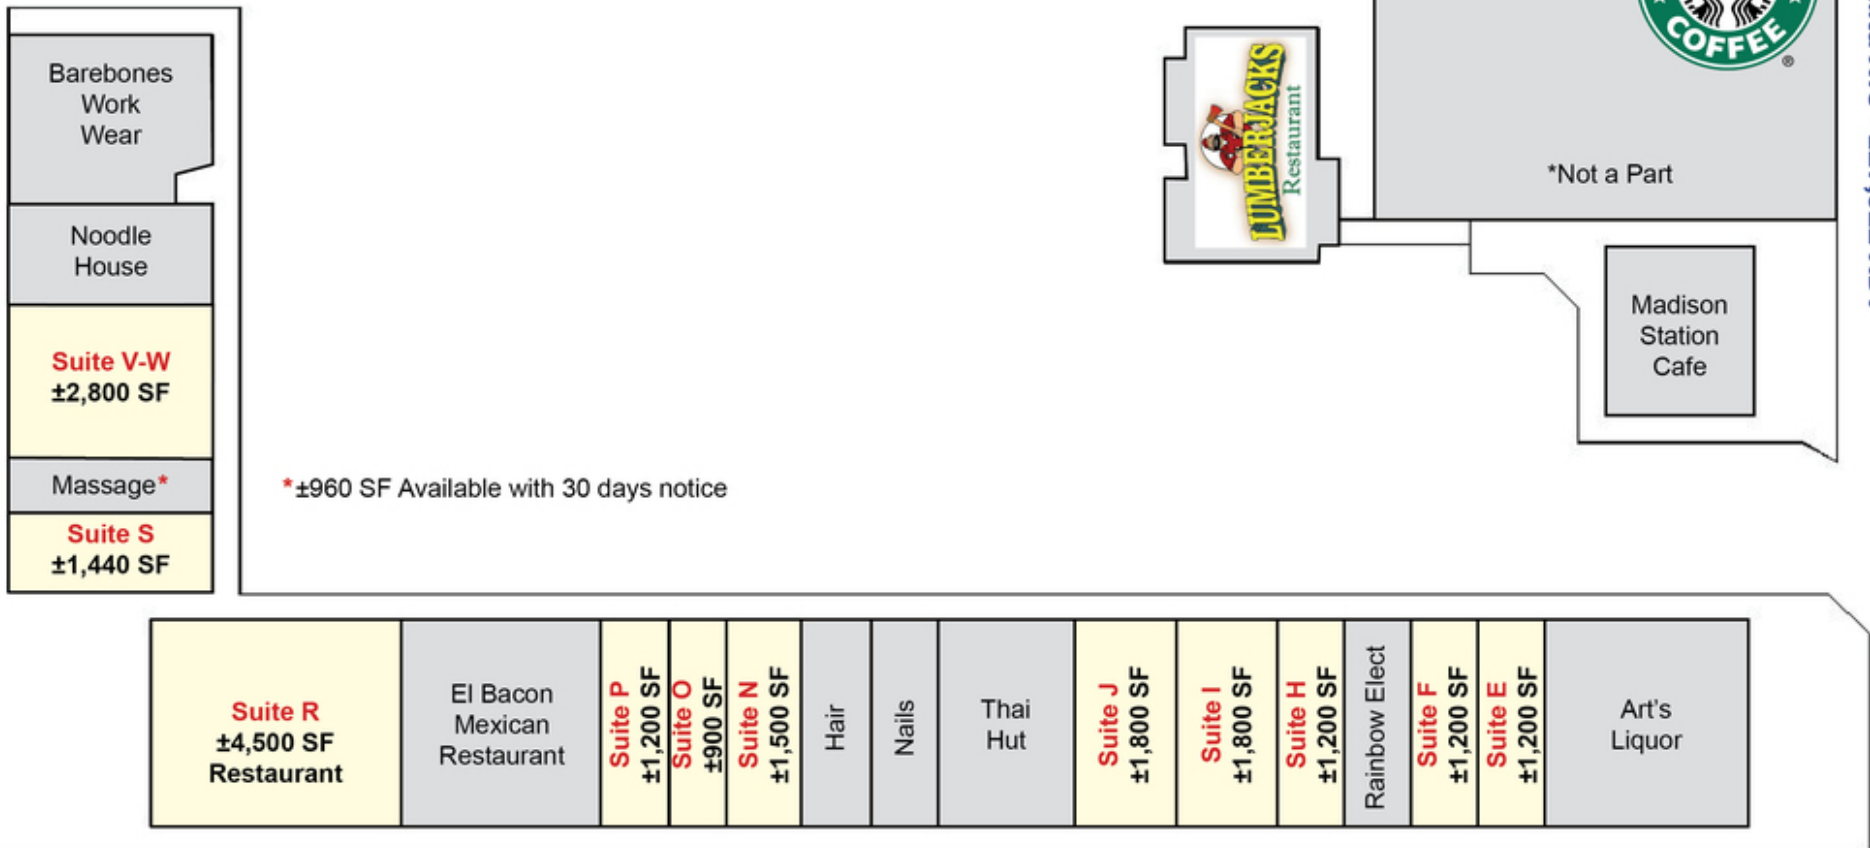 Barebones
Work
Wear
Noodle
House
Suite V-W
±2,800 SF
Massage*
Suite S
±1,440 SF
*±960 SF Available with 30 days notice
LUMBERJACKS
Restaurant
COFFEE
®
*Not a Part
Madison
Station
Cafe
Suite R
±4,500 SF
Restaurant
El Bacon
Mexican
Restaurant
Suite P
±1,200 SF
Suite O
±900 SF
Suite N
±1,500 SF
Hair
Nails
Thai
Hut
Suite J
±1,800 SF
Suite I
±1,800 SF
Suite H
±1,200 SF
Rainbow Elect
Suite F
±1,200 SF
Suite E
±1,200 SF
Art's
Liquor